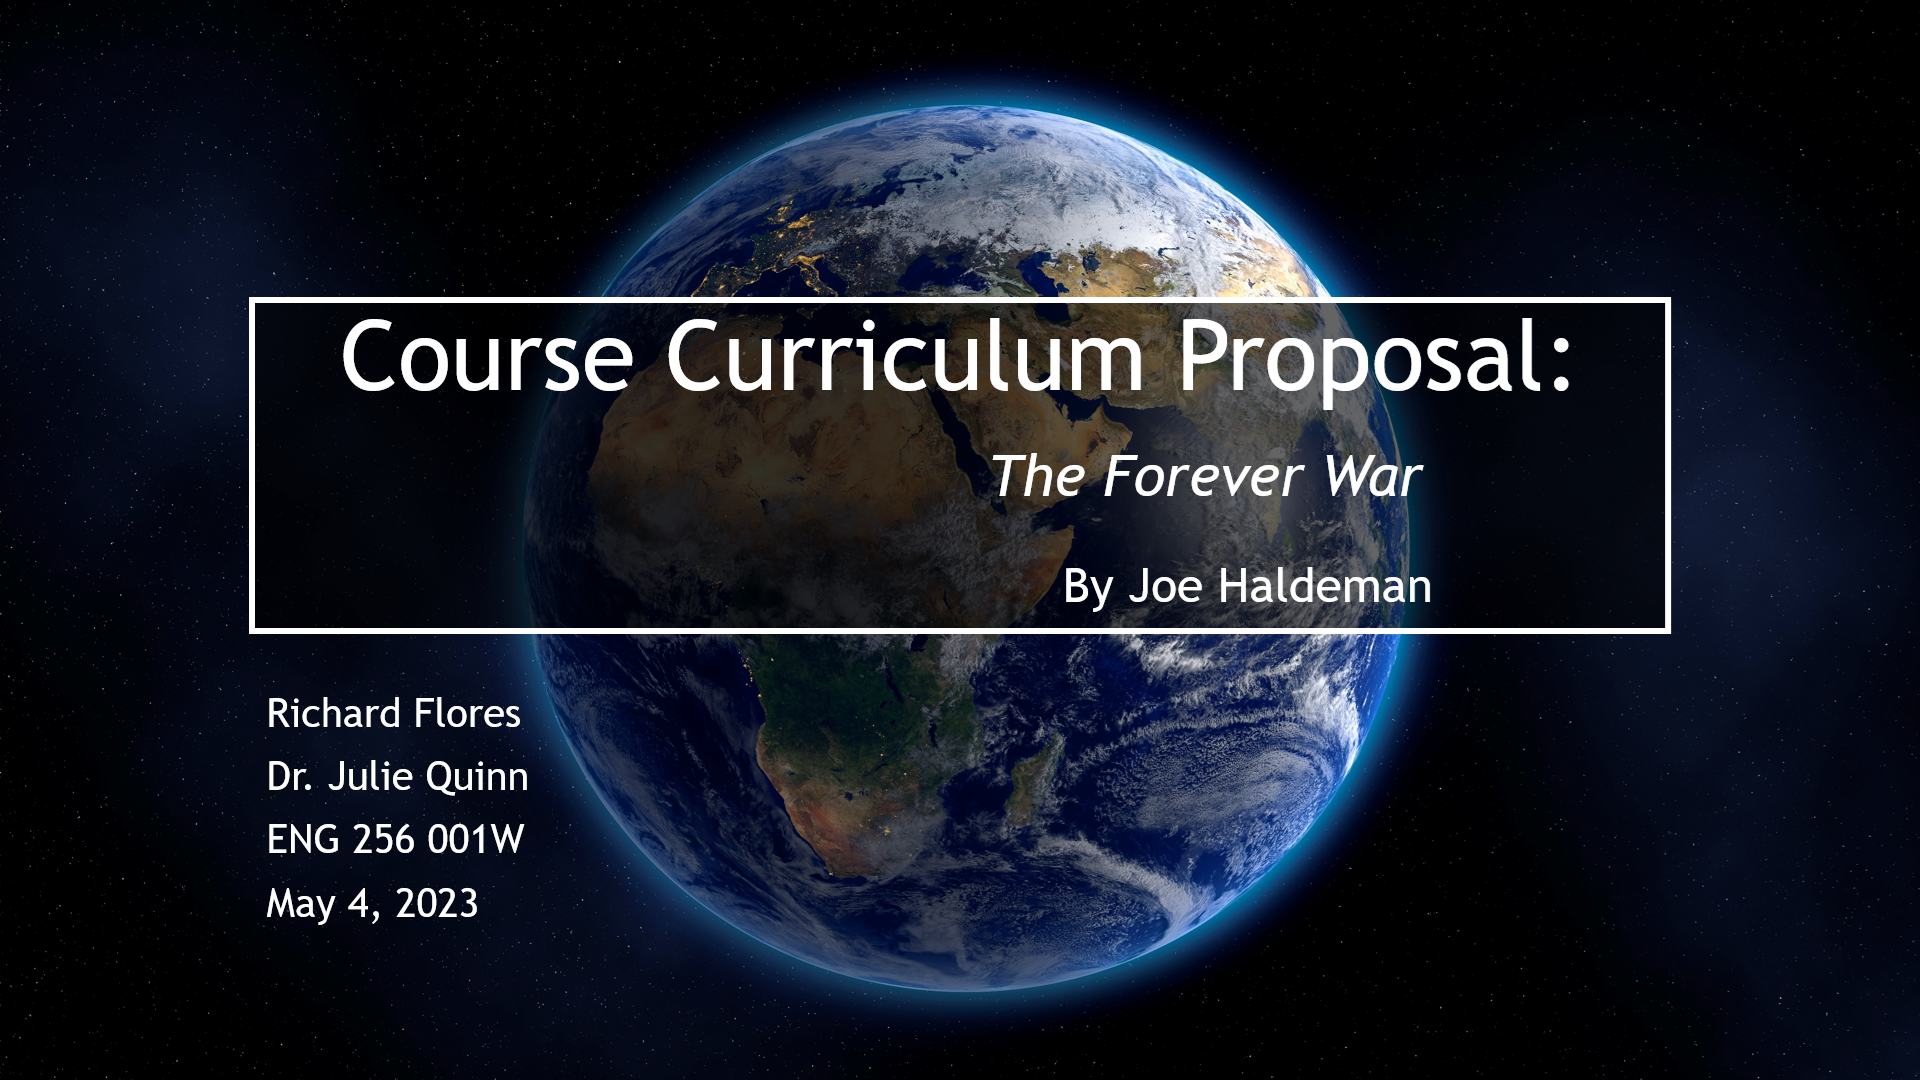 Course Curriculum Proposal:
The Forever War
By Joe Haldeman
Richard Flores
Dr. Julie Quinn
ENG 256 001W
May 4, 2023